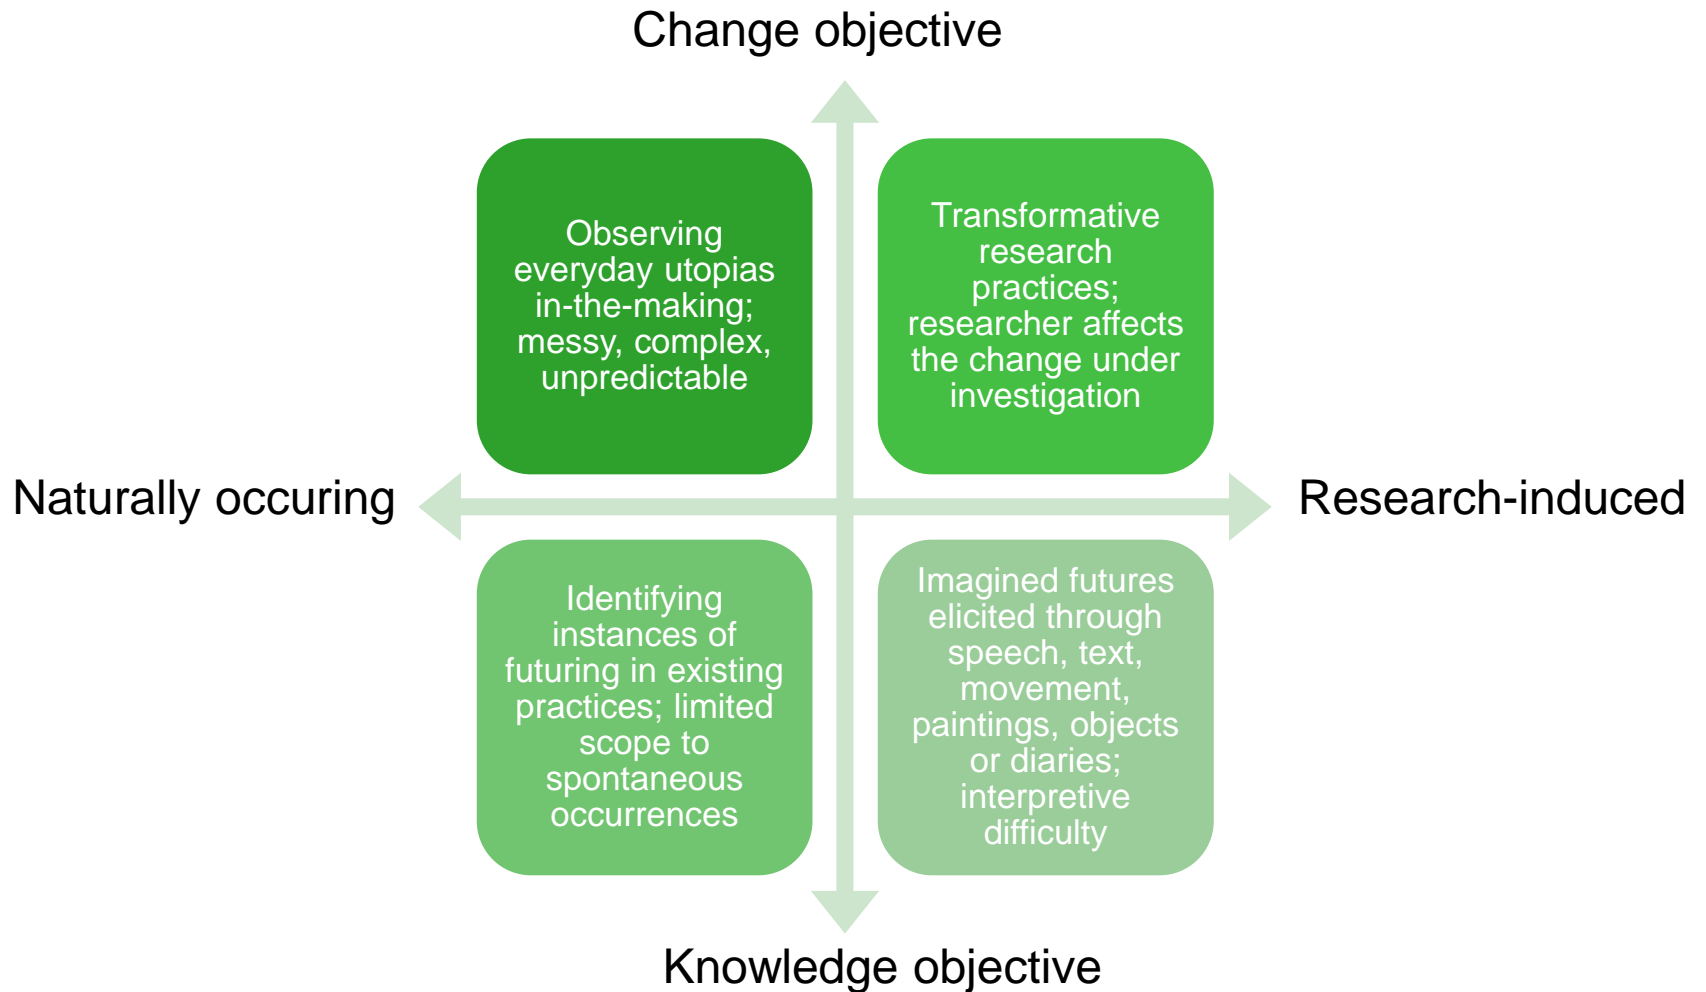 Change objective
Observing
everyday utopias
in-the-making;
messy, complex,
unpredictable
Transformative
research
practices;
researcher affects
the change under
investigation
Naturally occuring
Research-induced
Identifying
instances of
futuring in existing
practices; limited
scope to
spontaneous
occurrences
Imagined futures
elicited through
speech, text,
movement,
paintings, objects
or diaries;
interpretive
difficulty
Knowledge objective